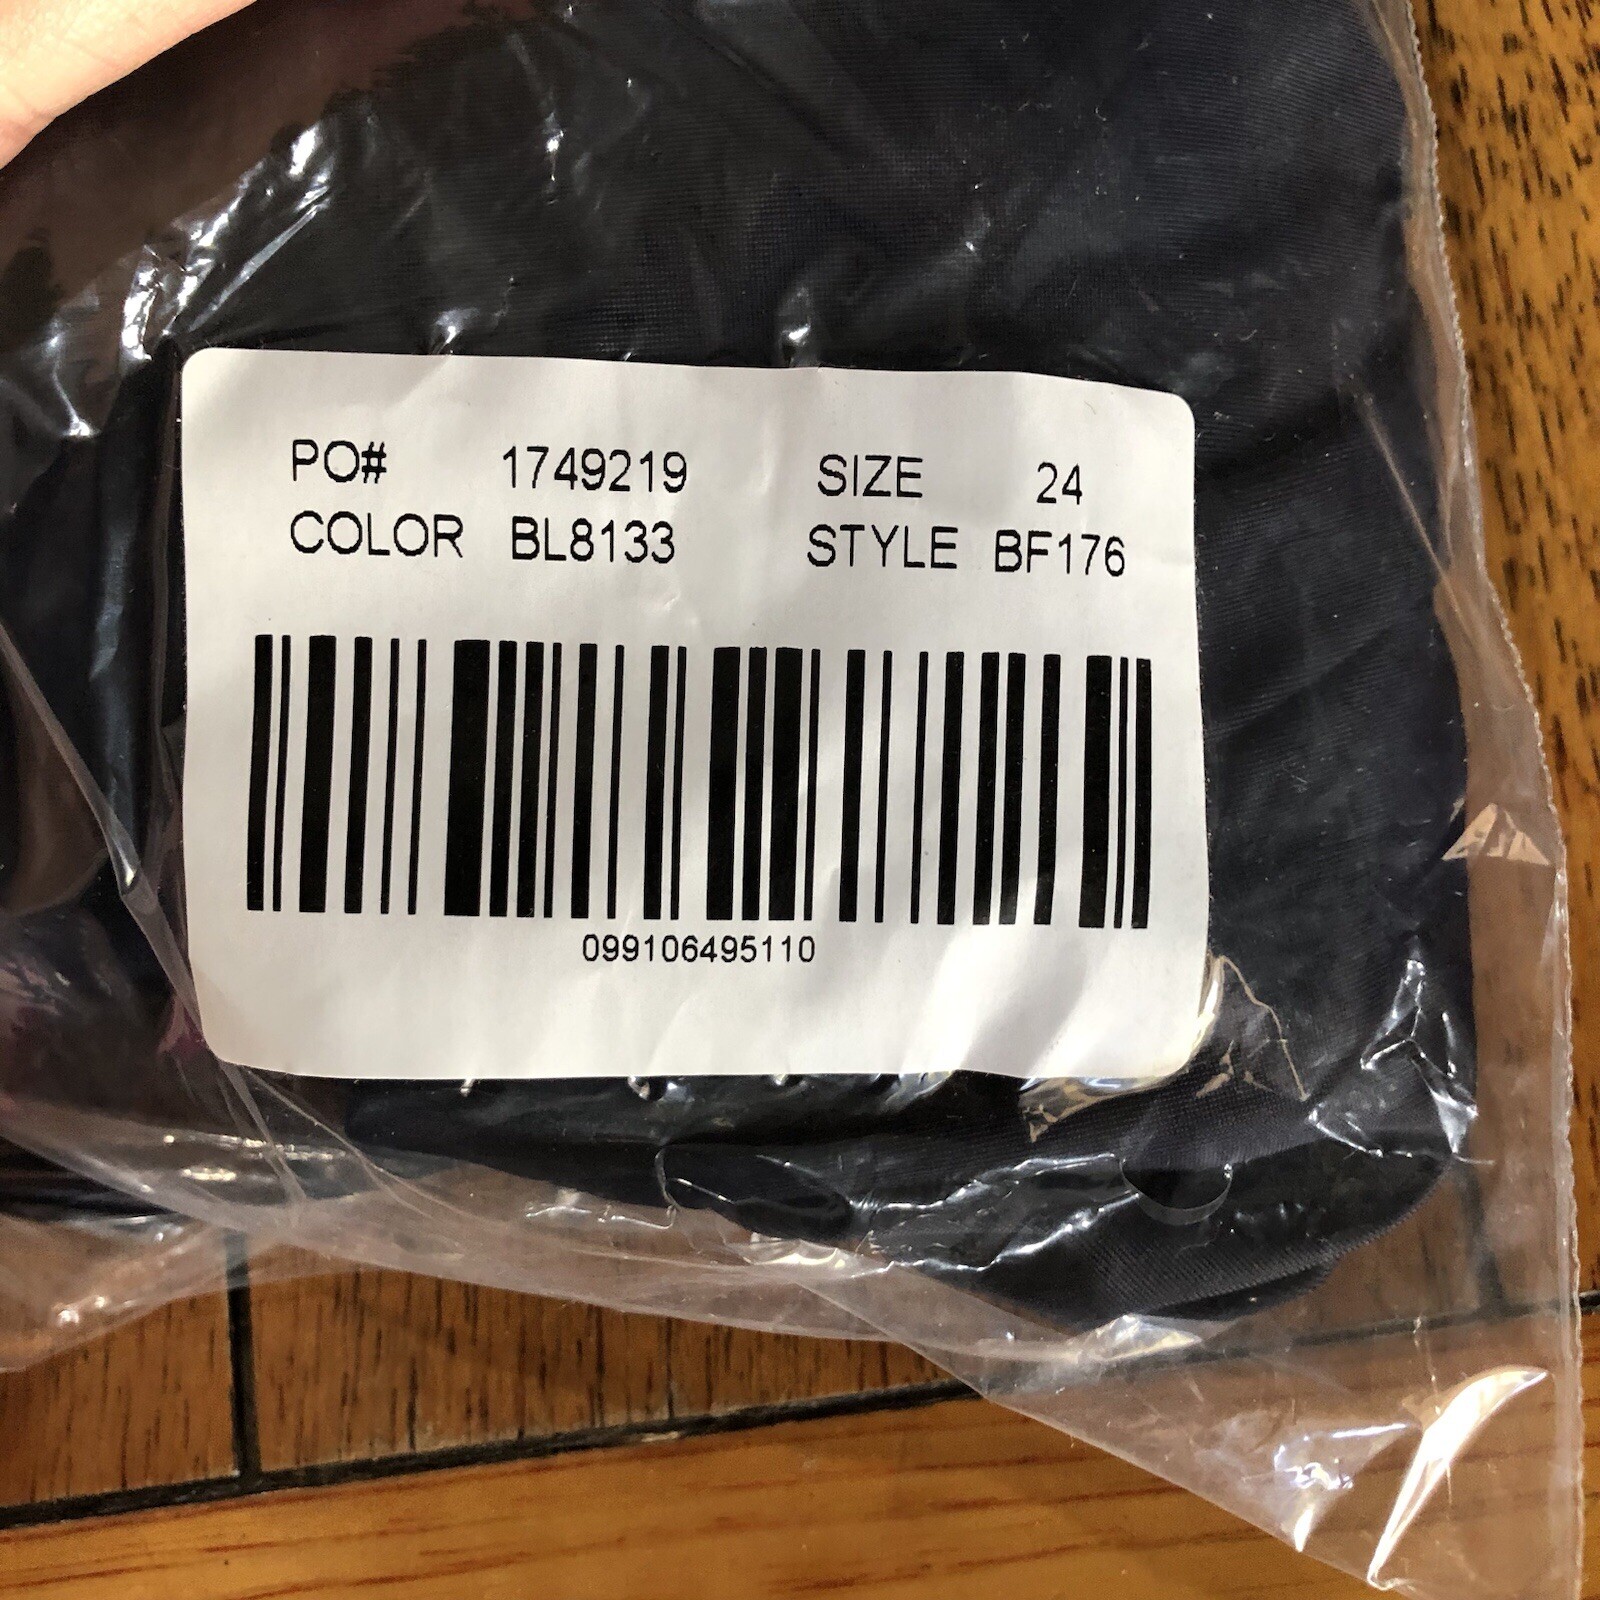 PO# 1749219 SIZE 24
COLOR BL8133 STYLE BF176
099106495110